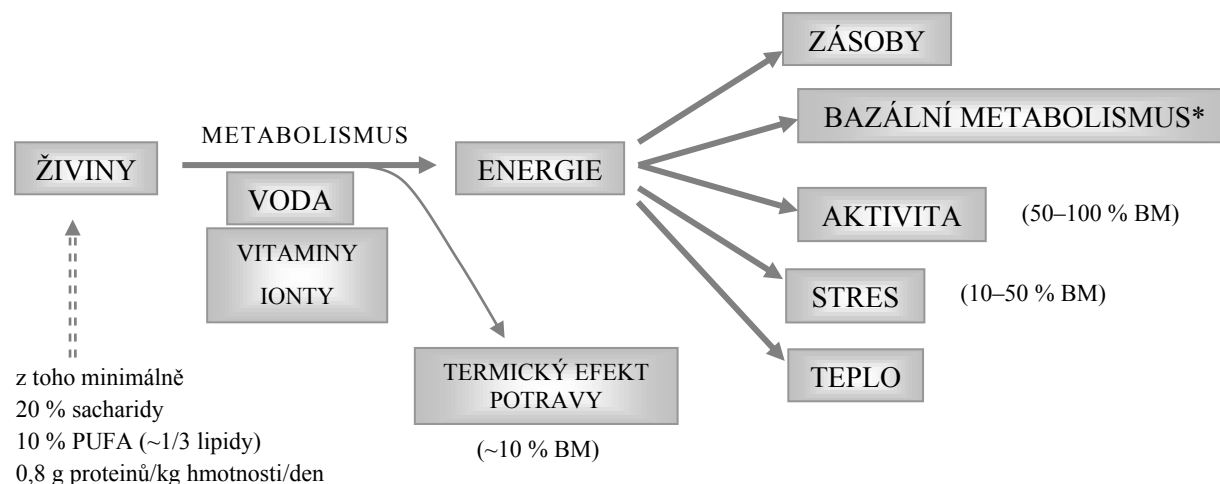 ŽIVINY
METABOLISMUS
VODA
VITAMINY
IONTY
ENERGIE
ZÁSOBY
BAZÁLNÍ METABOLISMUS*
AKTIVITA (50–100 % BM)
STRES (10–50 % BM)
TEPLO
TERMICKÝ EFEKT
POTRAVY
(~10 % BM)
z toho minimálně
20 % sacharidy
10 % PUFA (~1/3 lipidy)
0,8 g proteinů/kg hmotnosti/den